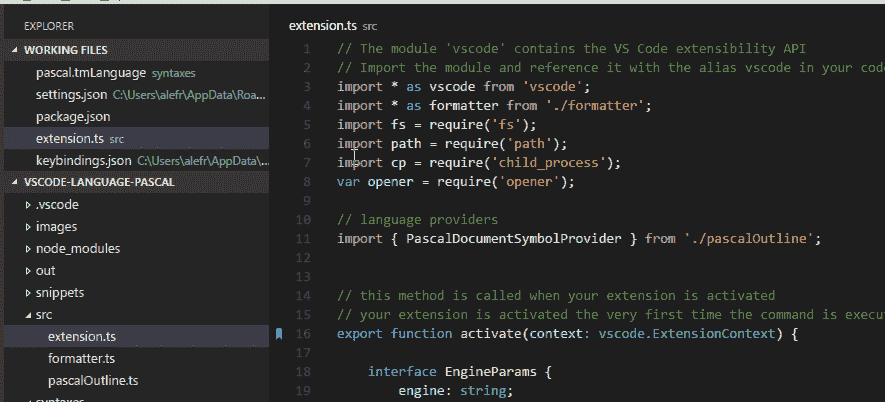 EXPLORER
WORKING FILES
pascal.tmLanguage syntaxes
settings.json C:\Users\alefr\AppData\Roa...
package.json
extension.ts src
keybindings.json C:\Users\alefr\AppData\...
VSCODE-LANGUAGE-PASCAL
.vscode
images
node_modules
out
snippets
src
extension.ts
formatter.ts
pascalOutline.ts
syntaxes
extension.ts src
1 // The module 'vscode' contains the VS Code extensibility API
2 // Import the module and reference it with the alias vscode in your code
3 import * as vscode from 'vscode';
4 import * as formatter from './formatter';
5 import fs = require('fs');
6 import path = require('path');
7 import cp = require('child_process');
8 var opener = require('opener');
9
10 // language providers
11 import { PascalDocumentSymbolProvider } from './pascalOutline';
12
13
14 // this method is called when your extension is activated
15 // your extension is activated the very first time the command is execu
16 export function activate(context: vscode.ExtensionContext) {
17
18 interface EngineParams {
19 engine: string;